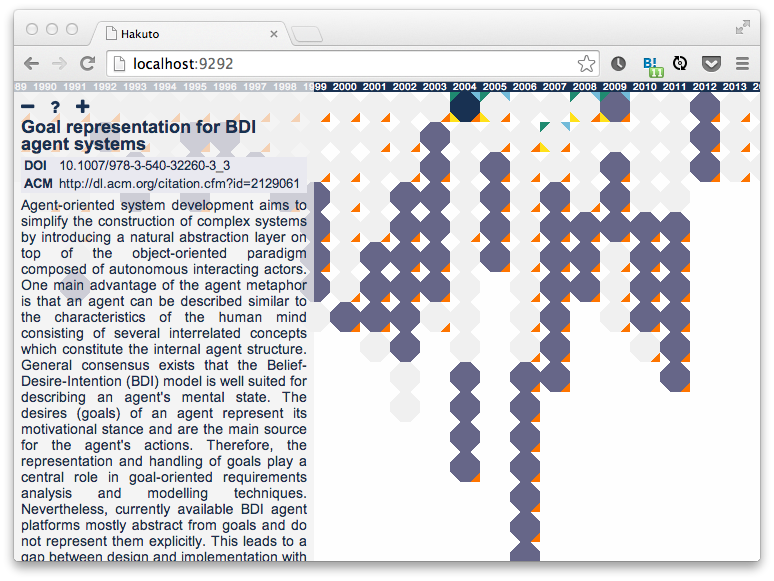 Hakuto
localhost:9292
B!
11
89 1990 1991 1992 1993 1994 1995 1996 1997 1998 1999 2000 2001 2002 2003 2004 2005 2006 2007 2008 2009 2010 2011 2012 2013 20
− ? +
Goal representation for BDI
agent systems
DOI 10.1007/978-3-540-32260-3_3
ACM http://dl.acm.org/citation.cfm?id=2129061
Agent-oriented system development aims to
simplify the construction of complex systems
by introducing a natural abstraction layer on
top of the object-oriented paradigm
composed of autonomous interacting actors.
One main advantage of the agent metaphor
is that an agent can be described similar to
the characteristics of the human mind
consisting of several interrelated concepts
which constitute the internal agent structure.
General consensus exists that the Belief-
Desire-Intention (BDI) model is well suited for
describing an agent's mental state. The
desires (goals) of an agent represent its
motivational stance and are the main source
for the agent's actions. Therefore, the
representation and handling of goals play a
central role in goal-oriented requirements
analysis and modelling techniques.
Nevertheless, currently available BDI agent
platforms mostly abstract from goals and do
not represent them explicitly. This leads to a
gap between design and implementation with